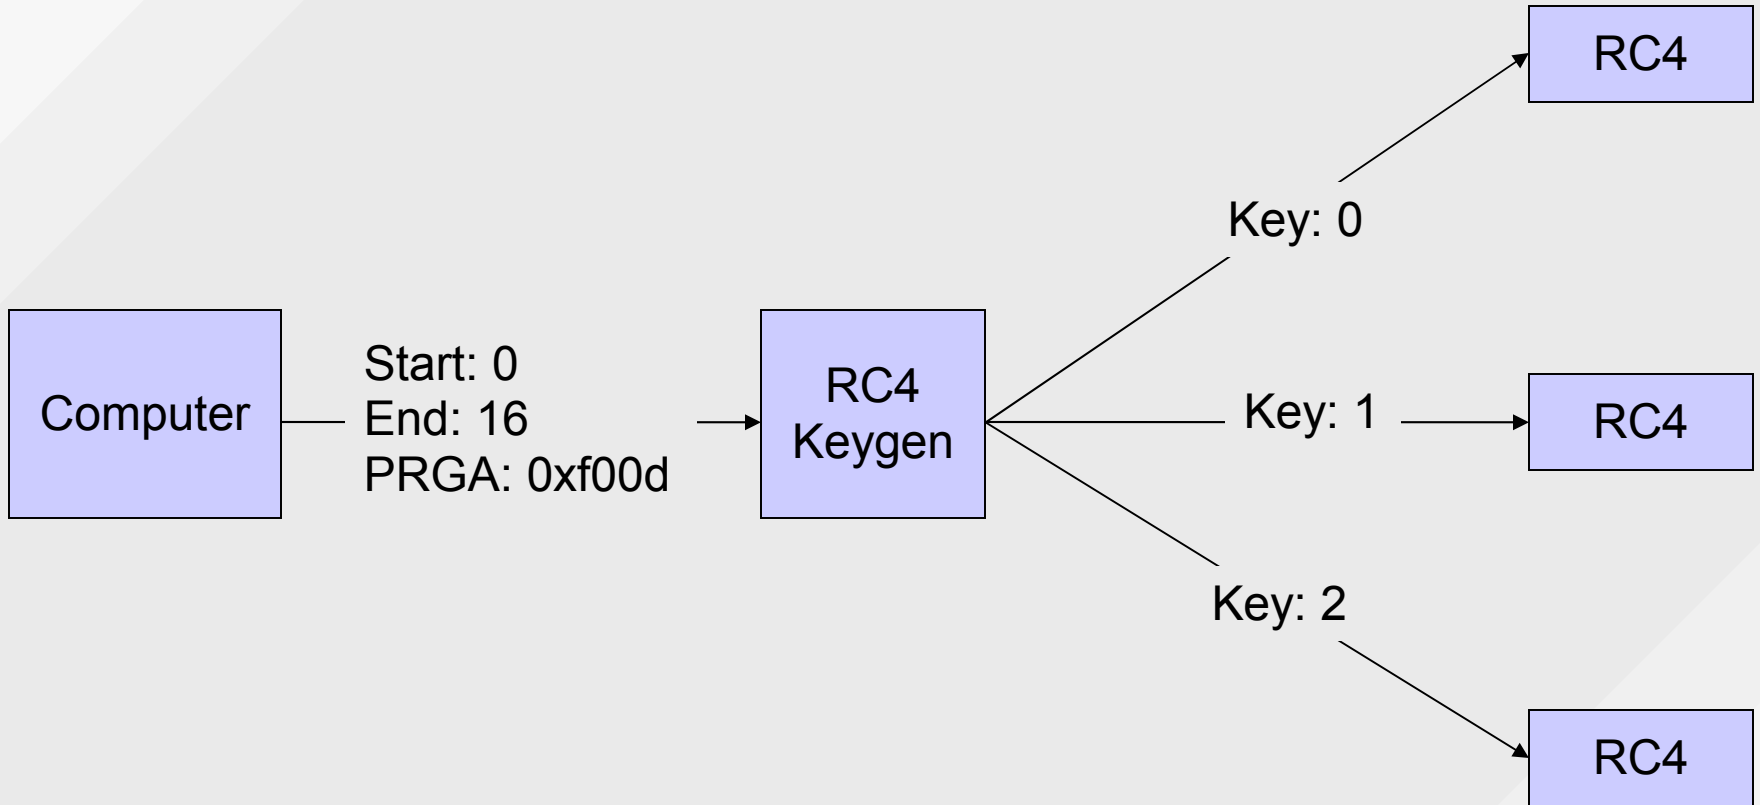 RC4
Key: 0
Computer
Start: 0
End: 16
PRGA: 0xf00d
RC4
Keygen
Key: 1
RC4
Key: 2
RC4